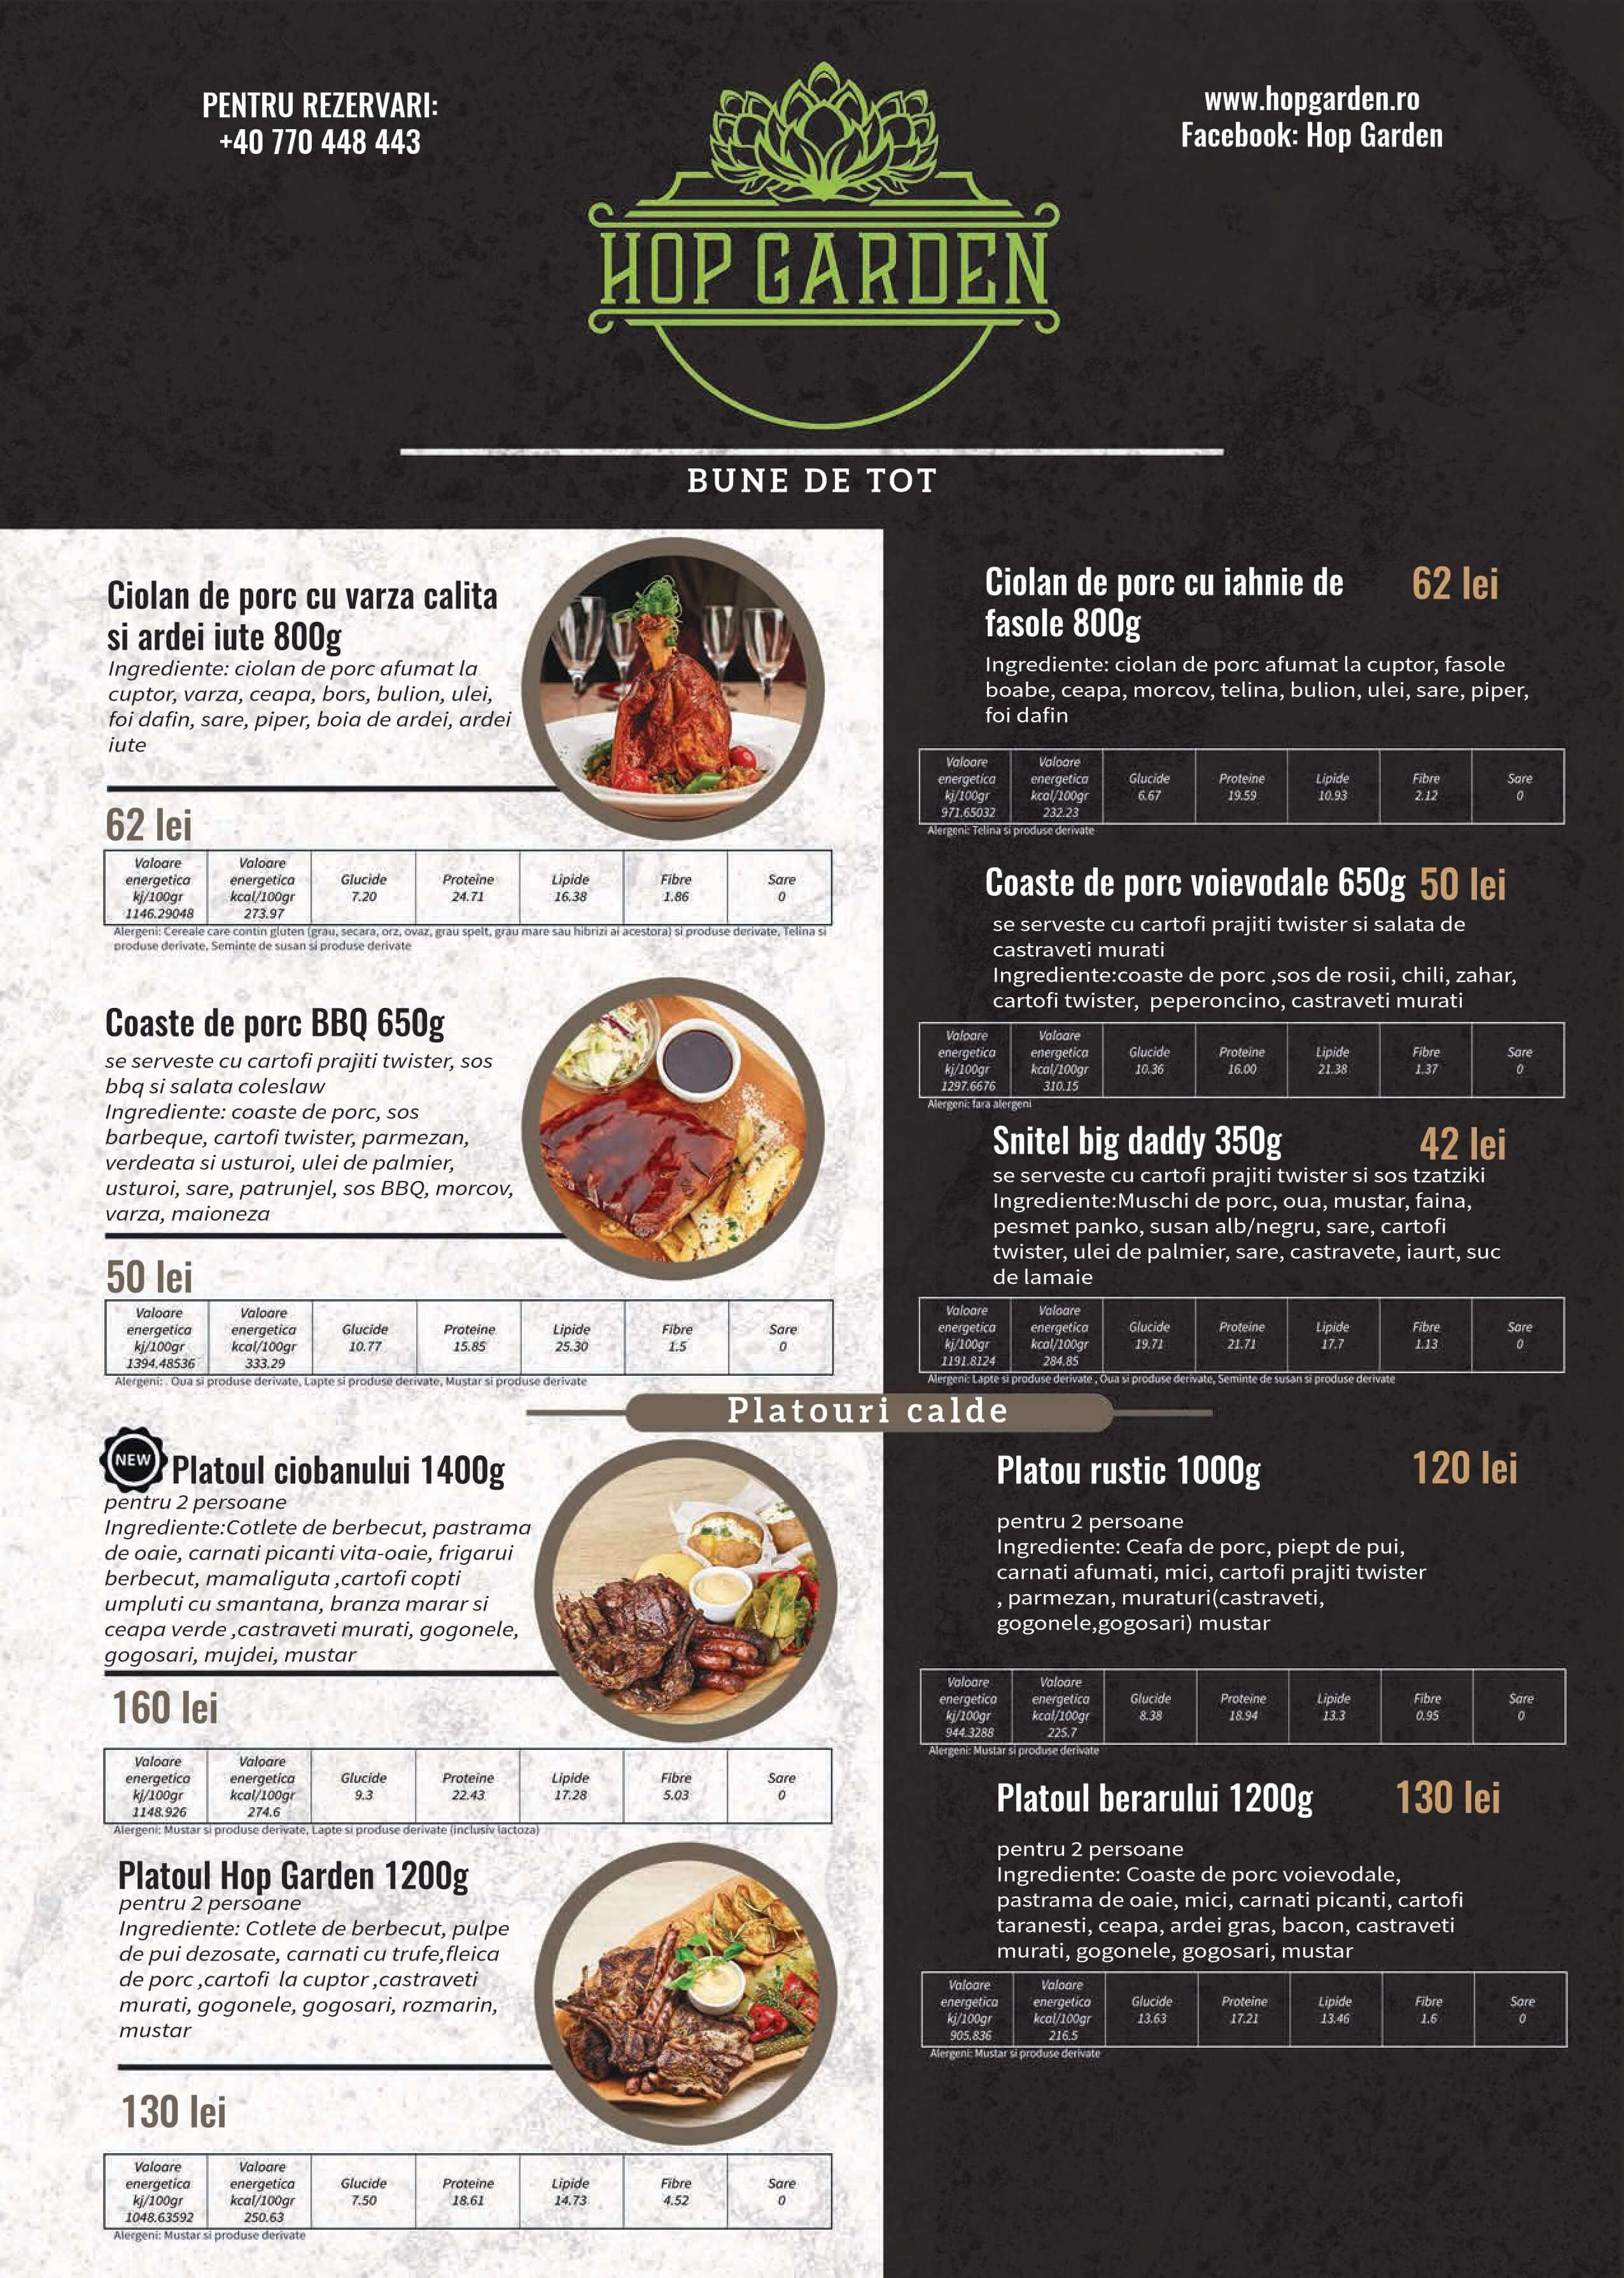 PENTRU REZERVARI:
+40 770 448 443
www.hopgarden.ro
Facebook: Hop Garden
HOP GARDEN
BUNE DE TOT
Ciolan de porc cu varza calita
si ardei iute 800g
Ingrediente: ciolan de porc afumat la
cuptor, varza, ceapa, bors, bulion, ulei,
foi dafin, sare, piper, boia de ardei, ardei
iute
62 lei
Valoare energetica kj/100gr 1146.29048
Valoare energetica kcal/100gr 273.97
Glucide 7.20
Proteine 24.71
Lipide 16.38
Fibre 1.86
Sare 0
Alergeni: Cereale care contin gluten (grau, secara, orz, ovaz, grau spelt, grau mare sau hibrizi ai acestora) si produse derivate, Telina si
produse derivate, Seminte de susan si produse derivate
Coaste de porc BBQ 650g
se serveste cu cartofi prajiti twister, sos
bbq si salata coleslaw
Ingrediente: coaste de porc, sos
barbeque, cartofi twister, parmezan,
verdeata si usturoi, ulei de palmier,
usturoi, sare, patrunjel, sos BBQ, morcov,
varza, maioneza
50 lei
Valoare energetica kj/100gr 1394.48536
Valoare energetica kcal/100gr 333.29
Glucide 10.77
Proteine 15.85
Lipide 25.30
Fibre 1.5
Sare 0
Alergeni: . Oua si produse derivate, Lapte si produse derivate, Mustar si produse derivate
Ciolan de porc cu iahnie de
fasole 800g
62 lei
Ingrediente: ciolan de porc afumat la cuptor, fasole
boabe, ceapa, morcov, telina, bulion, ulei, sare, piper,
foi dafin
Valoare energetica kj/100gr 971.65032
Valoare energetica kcal/100gr 232.23
Glucide 6.67
Proteine 19.59
Lipide 10.93
Fibre 2.12
Sare 0
Alergeni: Telina si produse derivate
Coaste de porc voievodale 650g 50 lei
se serveste cu cartofi prajiti twister si salata de
castraveti murati
Ingrediente:coaste de porc ,sos de rosii, chili, zahar,
cartofi twister, peperoncino, castraveti murati
Valoare energetica kj/100gr 1297.6676
Valoare energetica kcal/100gr 310.15
Glucide 10.36
Proteine 16.00
Lipide 21.38
Fibre 1.37
Sare 0
Alergeni: fara alergeni
Snitel big daddy 350g 42 lei
se serveste cu cartofi prajiti twister si sos tzatziki
Ingrediente:Muschi de porc, oua, mustar, faina,
pesmet panko, susan alb/negru, sare, cartofi
twister, ulei de palmier, sare, castravete, iaurt, suc
de lamaie
Valoare energetica kj/100gr 1191.8124
Valoare energetica kcal/100gr 284.85
Glucide 19.71
Proteine 21.71
Lipide 17.7
Fibre 1.13
Sare 0
Alergeni: Lapte si produse derivate , Oua si produse derivate, Seminte de susan si produse derivate
Platouri calde
NEW
Platoul ciobanului 1400g
pentru 2 persoane
Ingrediente:Cotlete de berbecut, pastrama
de oaie, carnati picanti vita-oaie, frigarui
berbecut, mamaliguta ,cartofi copti
umpluti cu smantana, branza marar si
ceapa verde ,castraveti murati, gogonele,
gogosari, mujdei, mustar
160 lei
Valoare energetica kj/100gr 1148.926
Valoare energetica kcal/100gr 274.6
Glucide 9.3
Proteine 22.43
Lipide 17.28
Fibre 5.03
Sare 0
Alergeni: Mustar si produse derivate, Lapte si produse derivate (inclusiv lactoza)
Platoul Hop Garden 1200g
pentru 2 persoane
Ingrediente: Cotlete de berbecut, pulpe
de pui dezosate, carnati cu trufe,fleica
de porc ,cartofi la cuptor ,castraveti
murati, gogonele, gogosari, rozmarin,
mustar
130 lei
Valoare energetica kj/100gr 1048.63592
Valoare energetica kcal/100gr 250.63
Glucide 7.50
Proteine 18.61
Lipide 14.73
Fibre 4.52
Sare 0
Alergeni: Mustar si produse derivate
Platou rustic 1000g 120 lei
pentru 2 persoane
Ingrediente: Ceafa de porc, piept de pui,
carnati afumati, mici, cartofi prajiti twister
, parmezan, muraturi(castraveti,
gogonele,gogosari) mustar
Valoare energetica kj/100gr 944.3288
Valoare energetica kcal/100gr 225.7
Glucide 8.38
Proteine 18.94
Lipide 13.3
Fibre 0.95
Sare 0
Alergeni: Mustar si produse derivate
Platoul berarului 1200g 130 lei
pentru 2 persoane
Ingrediente: Coaste de porc voievodale,
pastrama de oaie, mici, carnati picanti, cartofi
taranesti, ceapa, ardei gras, bacon, castraveti
murati, gogonele, gogosari, mustar
Valoare energetica kj/100gr 905.836
Valoare energetica kcal/100gr 216.5
Glucide 13.63
Proteine 17.21
Lipide 13.46
Fibre 1.6
Sare 0
Alergeni: Mustar si produse derivate